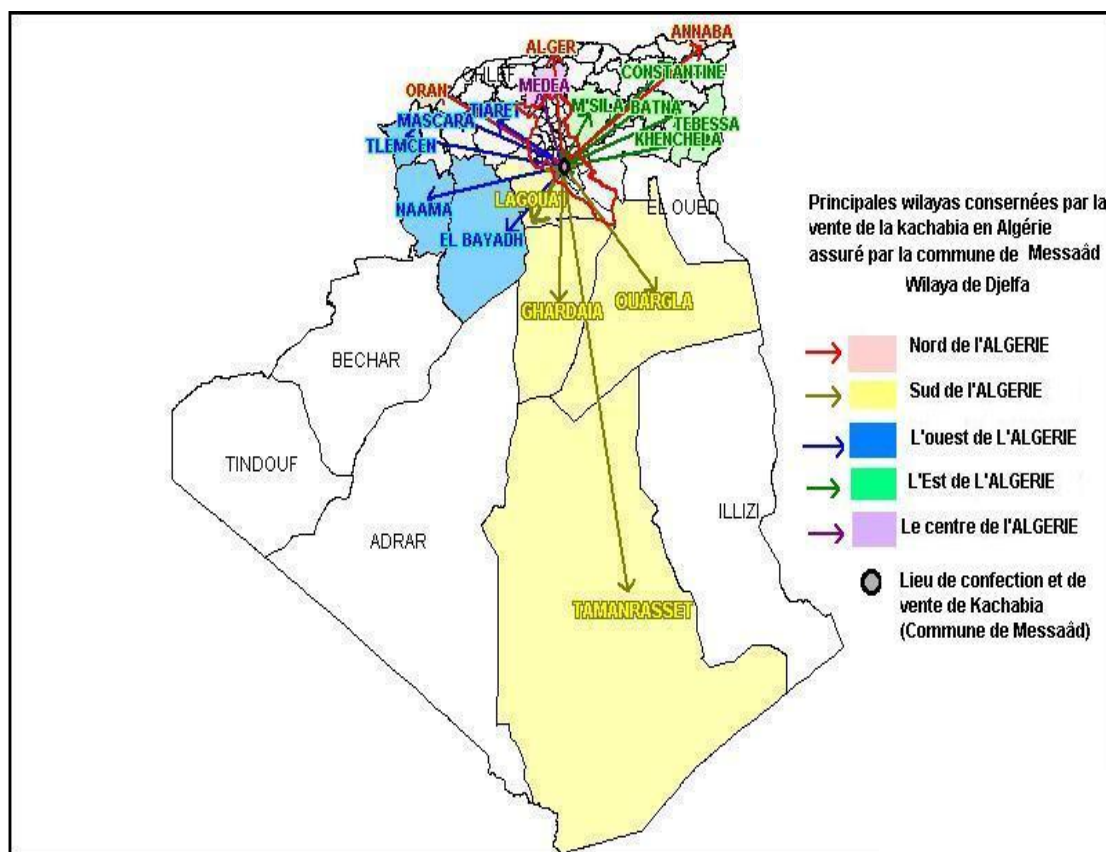 ANNABA
ALGER
CHLEF
CONSTANTINE
MEDEA
ORAN
TIARET
M'SILA
BATNA
MASCARA
TEBESSA
TLEMCEN
KHENCHELA
LAGOUAT
NAAMA
EL OUED
EL BAYADH
OUARGLA
GHARDAIA
BECHAR
TINDOUF
ILLIZI
ADRAR
TAMANRASSET
Principales wilayas consernées par la
vente de la kachabia en Algérie
assuré par la commune de Messaâd
Wilaya de Djelfa
Nord de l'ALGERIE
Sud de l'ALGERIE
L'ouest de L'ALGERIE
L'Est de L'ALGERIE
Le centre de l'ALGERIE
Lieu de confection et de
vente de Kachabia
(Commune de Messaâd)